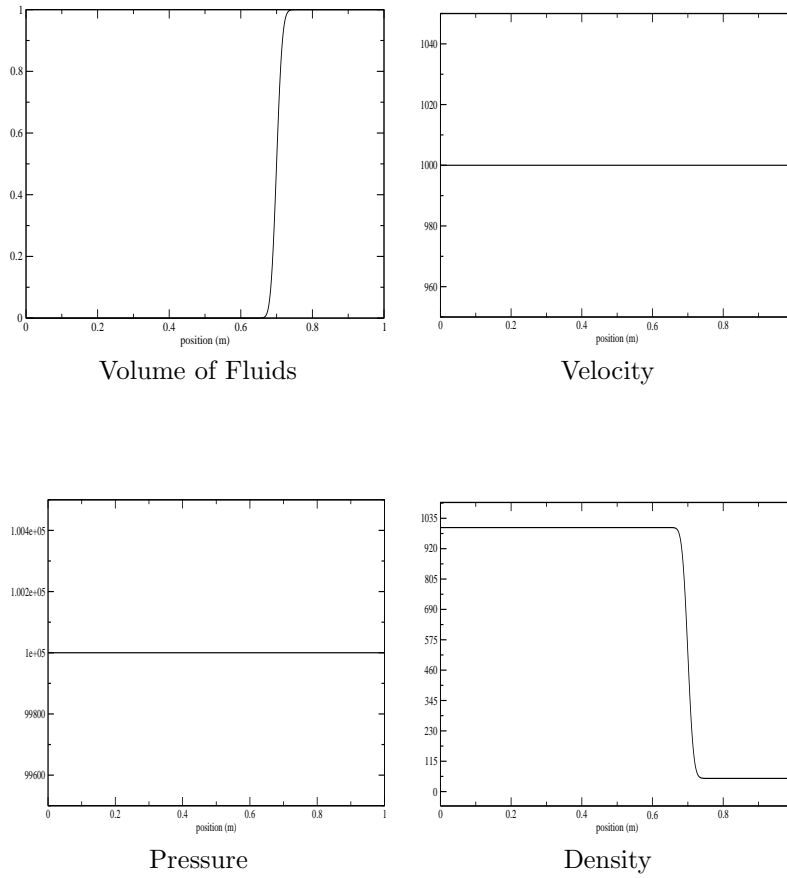 1
0.8
0.6
0.4
0.2
0
0 0.2 0.4 0.6 0.8 1
position (m)
Volume of Fluids
1040
1020
1000
980
960
0 0.2 0.4 0.6 0.8
position (m)
Velocity
1.004e+05
1.002e+05
1e+05
99800
99600
0 0.2 0.4 0.6 0.8 1
position (m)
Pressure
1035
920
805
690
575
460
345
230
115
0
0 0.2 0.4 0.6 0.8
position (m)
Density